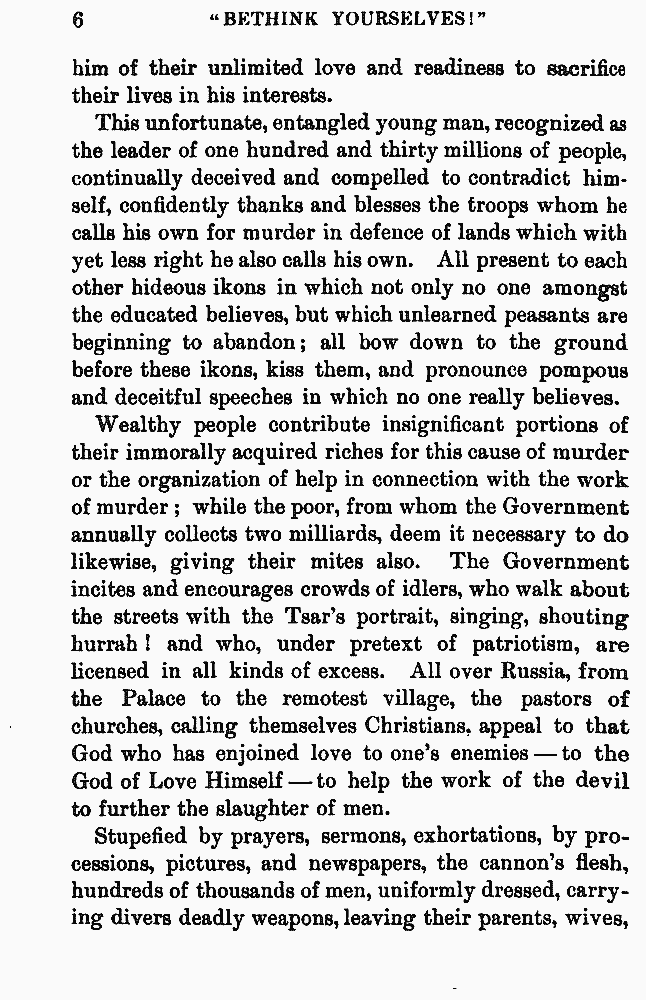 6 "BETHINK YOURSELVES!"
him of their unlimited love and readiness to sacrifice
their lives in his interests.
This unfortunate, entangled young man, recognized as
the leader of one hundred and thirty millions of people,
continually deceived and compelled to contradict him-
self, confidently thanks and blesses the troops whom he
calls his own for murder in defence of lands which with
yet less right he also calls his own. All present to each
other hideous ikons in which not only no one amongst
the educated believes, but which unlearned peasants are
beginning to abandon; all bow down to the ground
before these ikons, kiss them, and pronounce pompous
and deceitful speeches in which no one really believes.
Wealthy people contribute insignificant portions of
their immorally acquired riches for this cause of murder
or the organization of help in connection with the work
of murder; while the poor, from whom the Government
annually collects two milliards, deem it necessary to do
likewise, giving their mites also. The Government
incites and encourages crowds of idlers, who walk about
the streets with the Tsar's portrait, singing, shouting
hurrah! and who, under pretext of patriotism, are
licensed in all kinds of excess. All over Russia, from
the Palace to the remotest village, the pastors of
churches, calling themselves Christians, appeal to that
God who has enjoined love to one's enemies — to the
God of Love Himself — to help the work of the devil
to further the slaughter of men.
Stupefied by prayers, sermons, exhortations, by pro-
cessions, pictures, and newspapers, the cannon's flesh,
hundreds of thousands of men, uniformly dressed, carry-
ing divers deadly weapons, leaving their parents, wives,